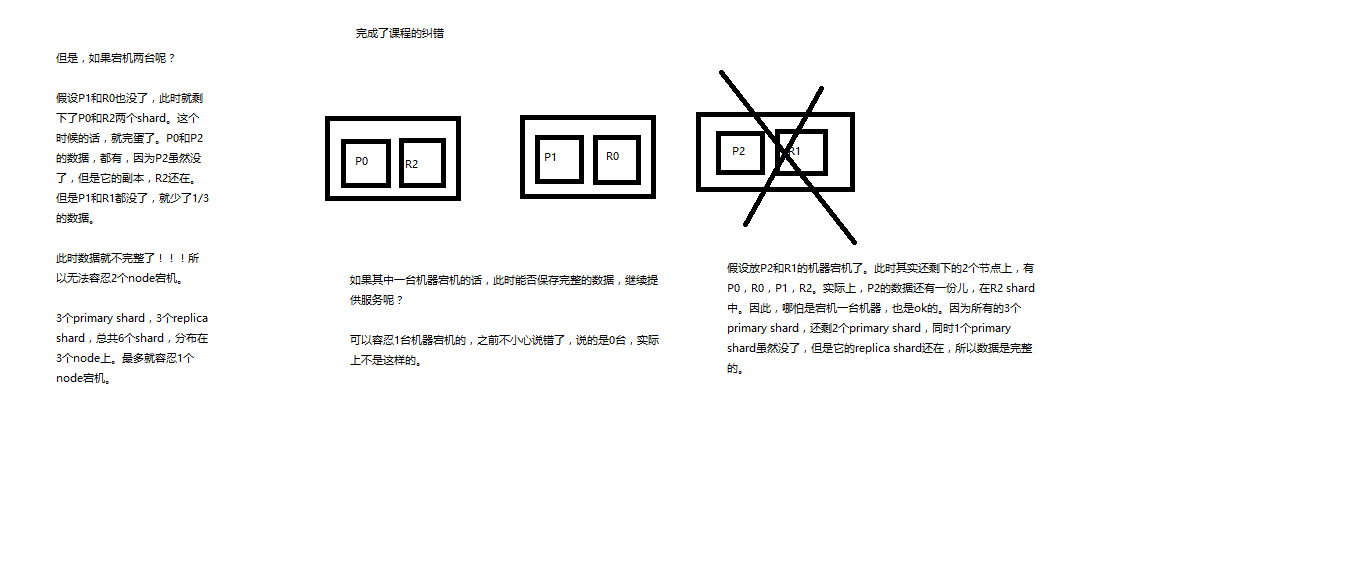 完成了课程的纠错
但是，如果宕机两台呢？
假设P1和R0也没了，此时就剩
下了P0和R2两个shard。这个
时候的话，就完蛋了。P0和P2
的数据，都有，因为P2虽然没
了，但是它的副本，R2还在。
但是P1和R1都没了，就少了1/3
的数据。
此时数据就不完整了！！！所
以无法容忍2个node宕机。
3个primary shard，3个replica
shard，总共6个shard，分布在
3个node上。最多就容忍1个
node宕机。
P0
R2
P1
R0
P2
R1
如果其中一台机器宕机的话，此时能否保存完整的数据，继续提
供服务呢？
可以容忍1台机器宕机的，之前不小心说错了，说的是0台，实际
上不是这样的。
假设放P2和R1的机器宕机了。此时其实还剩下的2个节点上，有
P0，R0，P1，R2。实际上，P2的数据还有一份儿，在R2 shard
中。因此，哪怕是宕机一台机器，也是ok的。因为所有的3个
primary shard，还剩2个primary shard，同时1个primary
shard虽然没了，但是它的replica shard还在，所以数据是完整
的。